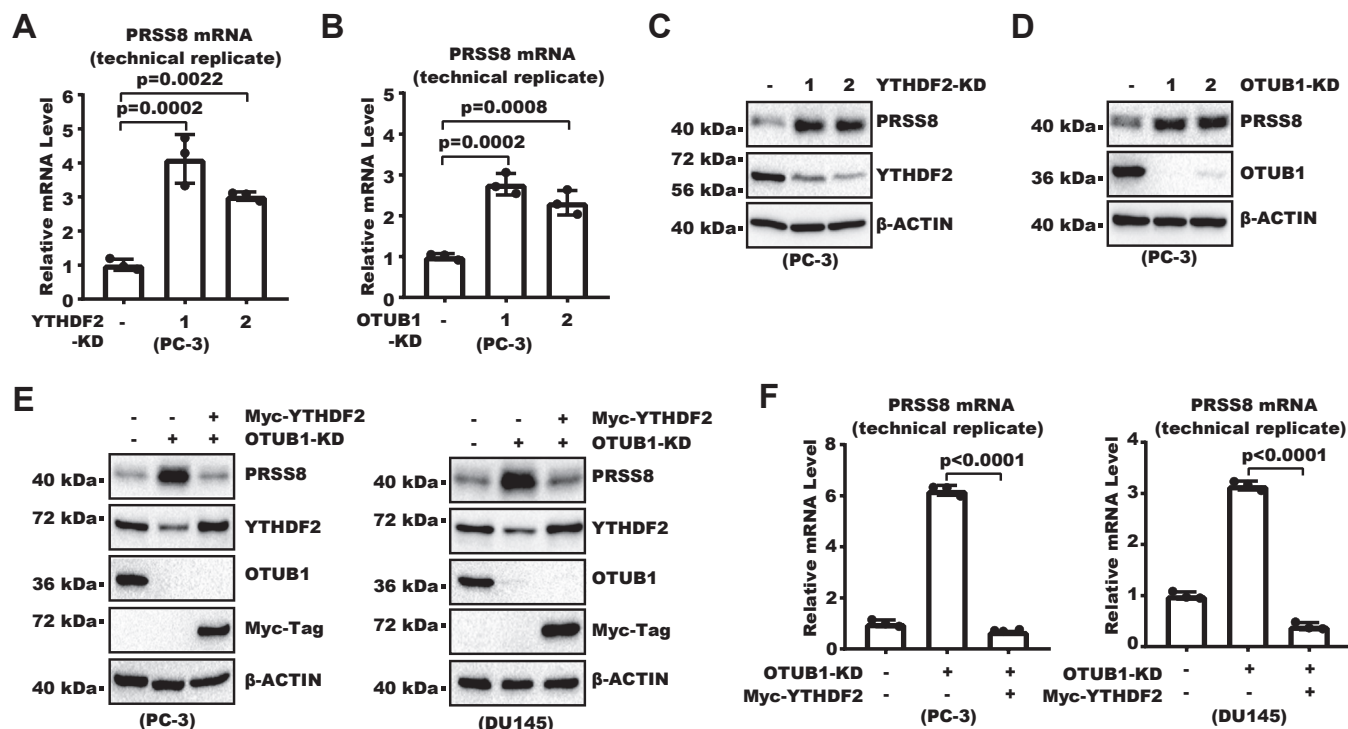 A
PRSS8 mRNA
(technical replicate)
p=0.0022
p=0.0002
Relative mRNA Level
6
5
4
3
2
1
0
YTHDF2
-KD
- 1 2
(PC-3)
B
PRSS8 mRNA
(technical replicate)
p=0.0008
p=0.0002
Relative mRNA Level
5
4
3
2
1
0
OTUB1
-KD
- 1 2
(PC-3)
C
- 1 2 YTHDF2-KD
40 kDa PRSS8
72 kDa
56 kDa
YTHDF2
40 kDa β-ACTIN
(PC-3)
D
- 1 2 OTUB1-KD
40 kDa PRSS8
36 kDa OTUB1
40 kDa β-ACTIN
(PC-3)
E
- - + Myc-YTHDF2
- + + OTUB1-KD
40 kDa PRSS8
72 kDa YTHDF2
36 kDa OTUB1
72 kDa Myc-Tag
40 kDa β-ACTIN
(PC-3)
- - + Myc-YTHDF2
- + + OTUB1-KD
40 kDa PRSS8
72 kDa YTHDF2
36 kDa OTUB1
72 kDa Myc-Tag
40 kDa β-ACTIN
(DU145)
F
PRSS8 mRNA
(technical replicate)
p<0.0001
Relative mRNA Level
8
6
4
2
0
OTUB1-KD - + +
Myc-YTHDF2 - - +
(PC-3)
PRSS8 mRNA
(technical replicate)
p<0.0001
Relative mRNA Level
4
3
2
1
0
OTUB1-KD - + +
Myc-YTHDF2 - - +
(DU145)